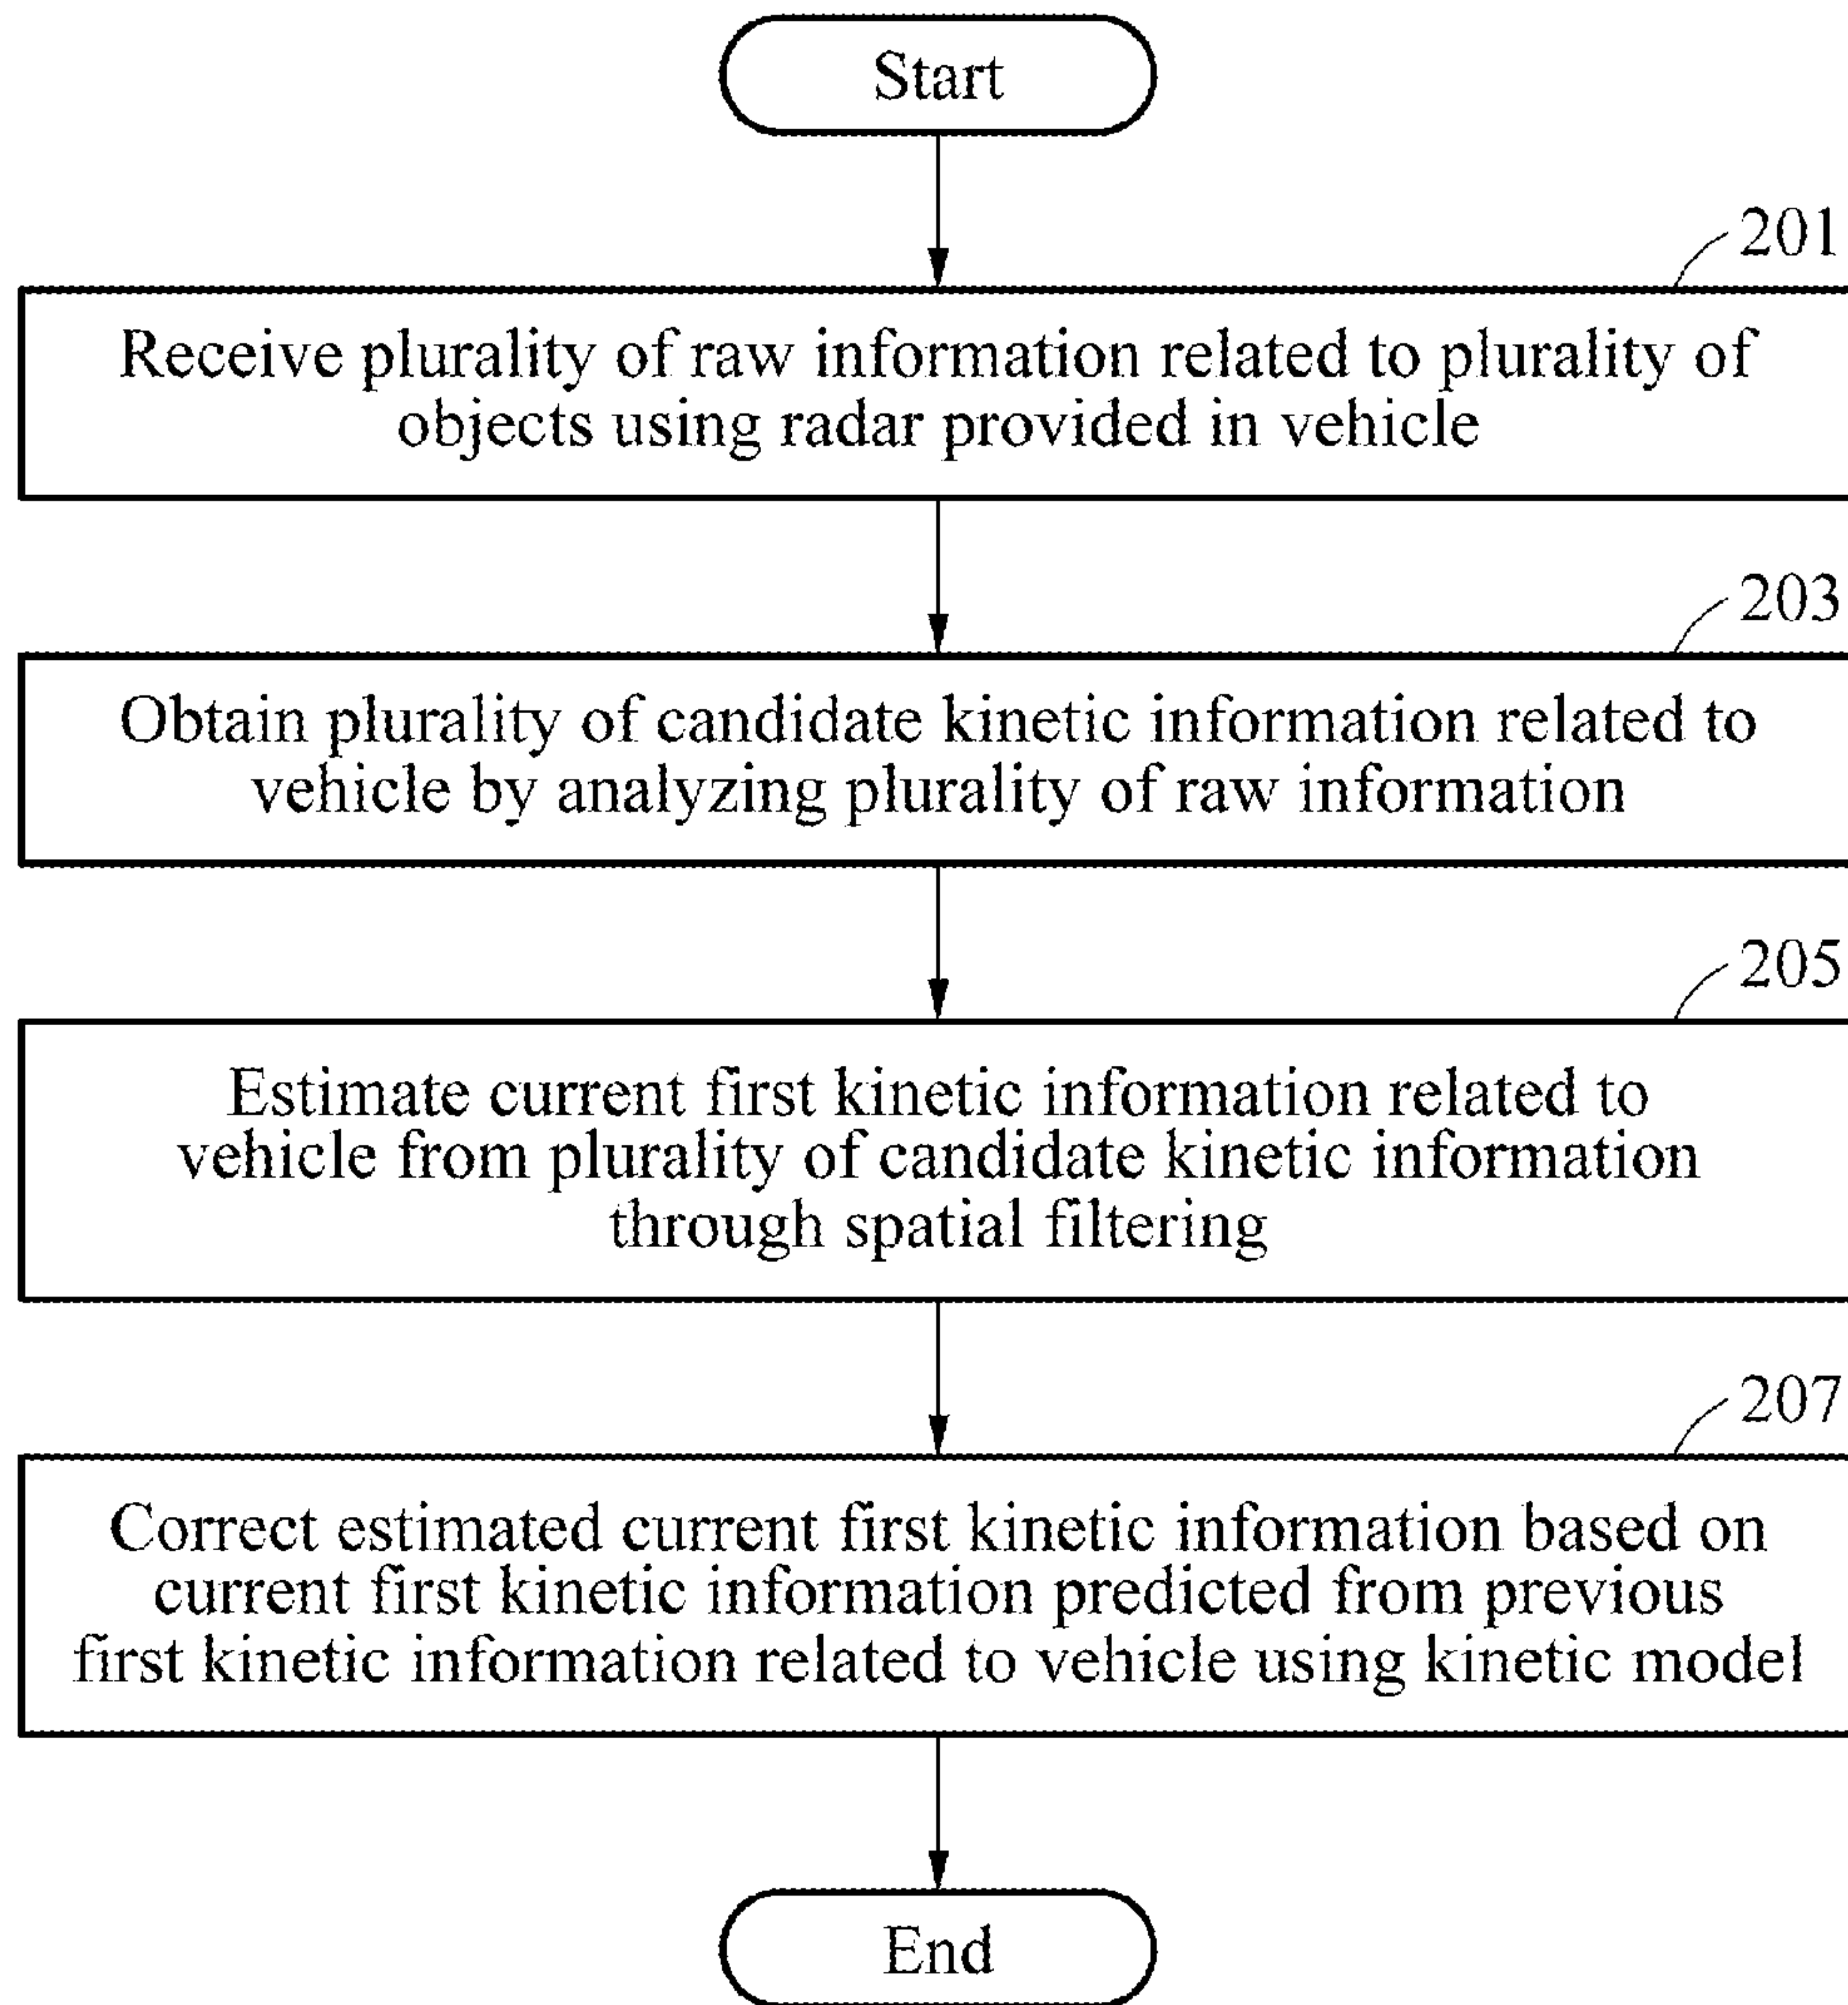 Start
201
Receive plurality of raw information related to plurality of
objects using radar provided in vehicle
203
Obtain plurality of candidate kinetic information related to
vehicle by analyzing plurality of raw information
205
Estimate current first kinetic information related to
vehicle from plurality of candidate kinetic information
through spatial filtering
207
Correct estimated current first kinetic information based on
current first kinetic information predicted from previous
first kinetic information related to vehicle using kinetic model
End